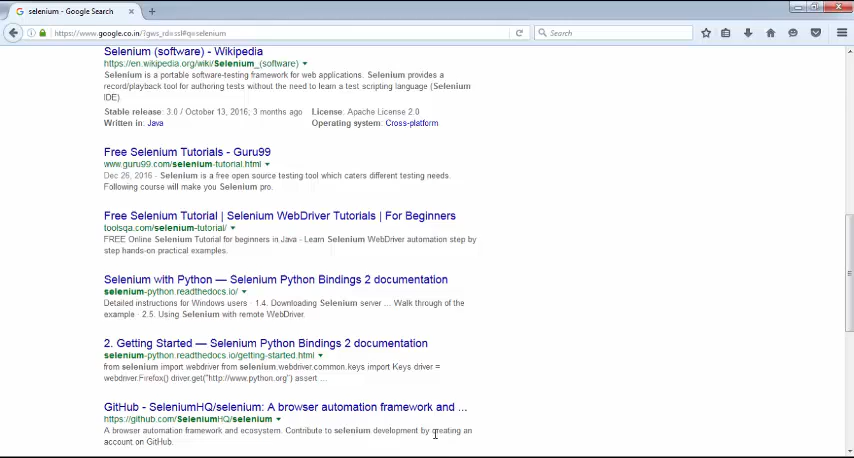 selenium - Google Search
https://www.google.co.in/?gws_rd=ssl#q=selenium
Search
Selenium (software) - Wikipedia
https://en.wikipedia.org/wiki/Selenium_(software)
Selenium is a portable software-testing framework for web applications. Selenium provides a
record/playback tool for authoring tests without the need to learn a test scripting language (Selenium
IDE).
Stable release: 3.0 / October 13, 2016; 3 months ago License: Apache License 2.0
Written in: Java Operating system: Cross-platform
Free Selenium Tutorials - Guru99
www.guru99.com/selenium-tutorial.html
Dec 26, 2016 - Selenium is a free open source testing tool which caters different testing needs.
Following course will make you Selenium pro.
Free Selenium Tutorial | Selenium WebDriver Tutorials | For Beginners
toolsqa.com/selenium-tutorial/
FREE Online Selenium Tutorial for beginners in Java - Learn Selenium WebDriver automation step by
step hands-on practical examples.
Selenium with Python — Selenium Python Bindings 2 documentation
selenium-python.readthedocs.io/
Detailed instructions for Windows users · 1.4. Downloading Selenium server ... Walk through of the
example · 2.5. Using Selenium with remote WebDriver.
2. Getting Started — Selenium Python Bindings 2 documentation
selenium-python.readthedocs.io/getting-started.html
from selenium import webdriver from selenium.webdriver.common.keys import Keys driver =
webdriver.Firefox() driver.get("http://www.python.org") assert ...
GitHub - SeleniumHQ/selenium: A browser automation framework and ...
https://github.com/SeleniumHQ/selenium
A browser automation framework and ecosystem. Contribute to selenium development by creating an
account on GitHub.